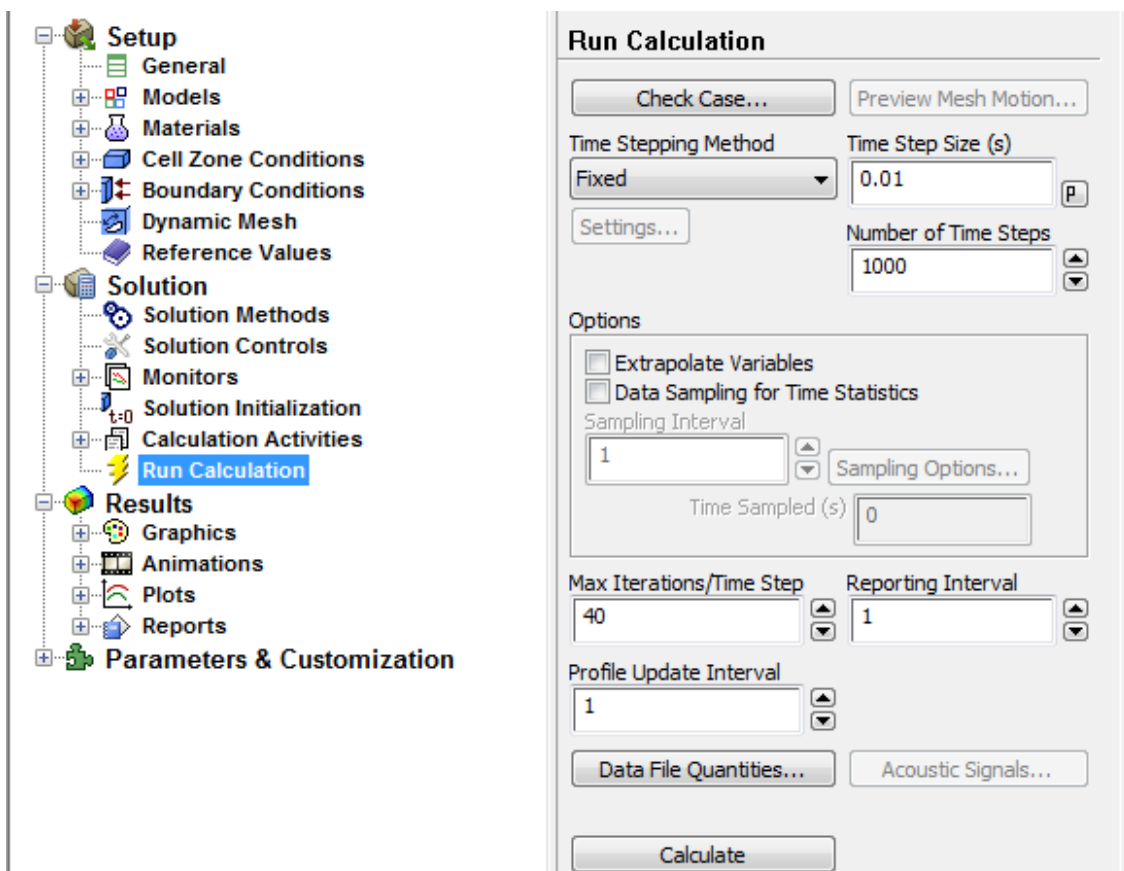 Setup
General
Models
Materials
Cell Zone Conditions
Boundary Conditions
Dynamic Mesh
Reference Values
Solution
Solution Methods
Solution Controls
Monitors
t=0 Solution Initialization
Calculation Activities
Run Calculation
Results
Graphics
Animations
Plots
Reports
Parameters & Customization
Run Calculation
Check Case... Preview Mesh Motion...
Time Stepping Method Time Step Size (s)
Fixed 0.01 P
Settings... Number of Time Steps
1000
Options
Extrapolate Variables
Data Sampling for Time Statistics
Sampling Interval
1 Sampling Options...
Time Sampled (s) 0
Max Iterations/Time Step Reporting Interval
40 1
Profile Update Interval
1
Data File Quantities... Acoustic Signals...
Calculate